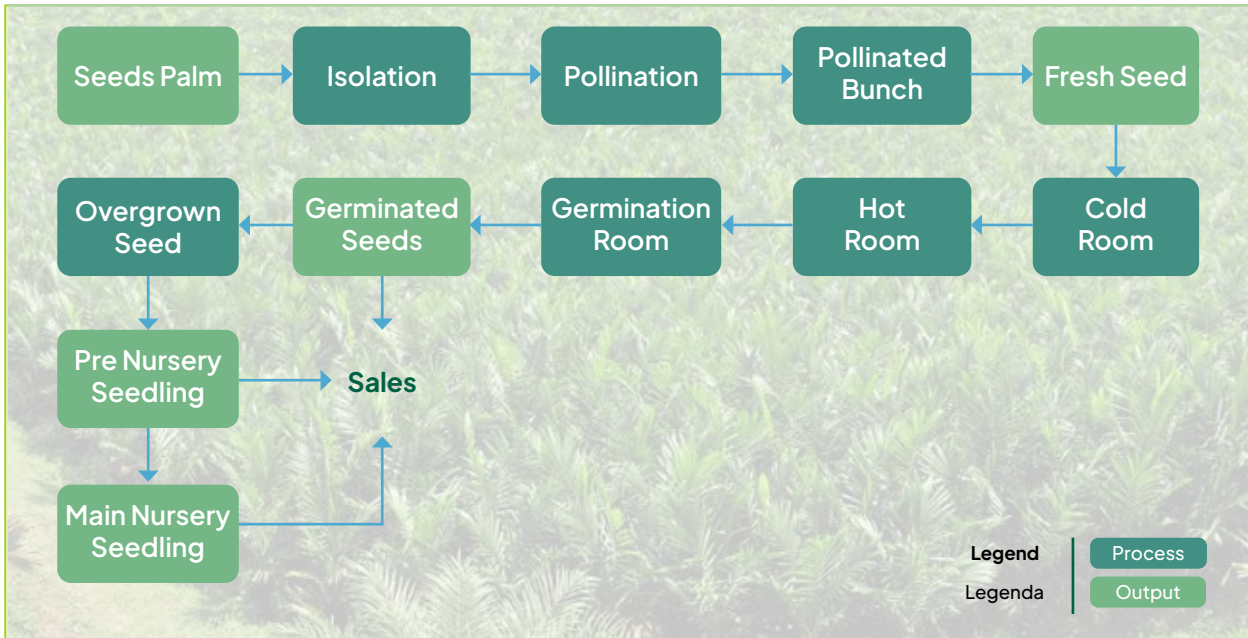 Seeds Palm
Isolation
Pollination
Pollinated
Bunch
Fresh Seed
Overgrown
Seed
Germinated
Seeds
Germination
Room
Hot
Room
Cold
Room
Pre Nursery
Seedling
Sales
Main Nursery
Seedling
Legend
Legenda
Process
Output